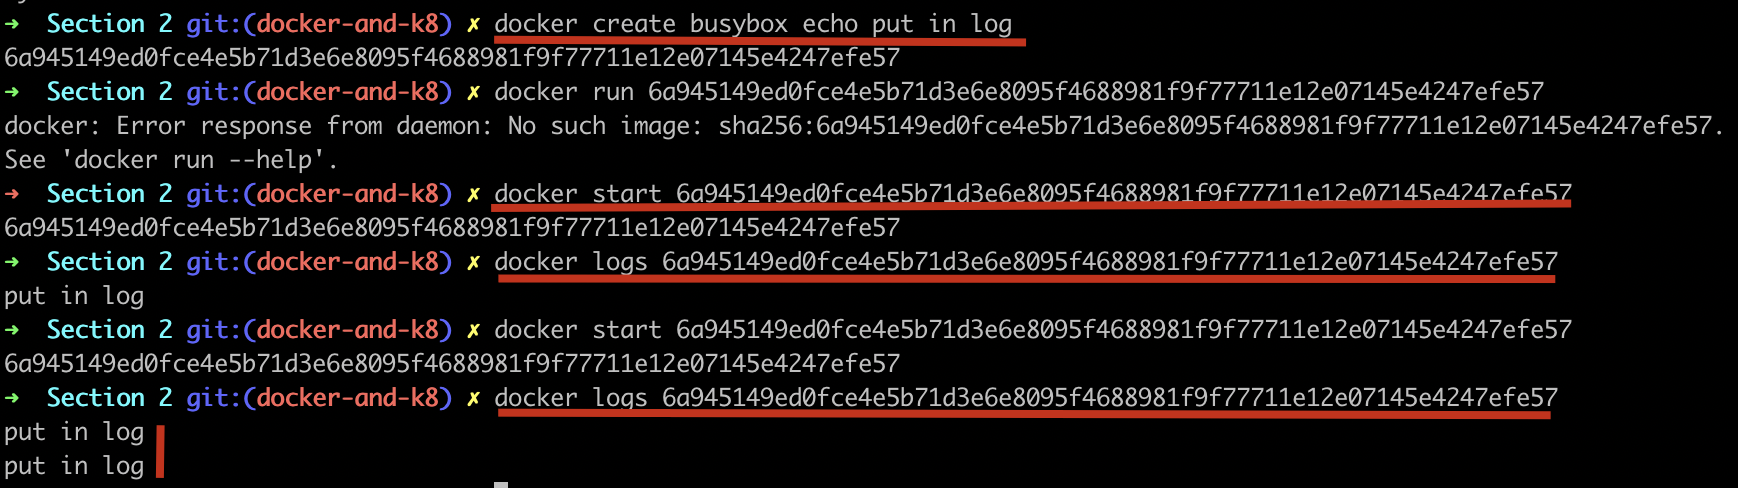 ➜  Section 2 git:(docker-and-k8) ✗ docker create busybox echo put in log
6a945149ed0fce4e5b71d3e6e8095f4688981f9f77711e12e07145e4247efe57
➜  Section 2 git:(docker-and-k8) ✗ docker run 6a945149ed0fce4e5b71d3e6e8095f4688981f9f77711e12e07145e4247efe57
docker: Error response from daemon: No such image: sha256:6a945149ed0fce4e5b71d3e6e8095f4688981f9f77711e12e07145e4247efe57.
See 'docker run --help'.
➜  Section 2 git:(docker-and-k8) ✗ docker start 6a945149ed0fce4e5b71d3e6e8095f4688981f9f77711e12e07145e4247efe57
6a945149ed0fce4e5b71d3e6e8095f4688981f9f77711e12e07145e4247efe57
➜  Section 2 git:(docker-and-k8) ✗ docker logs 6a945149ed0fce4e5b71d3e6e8095f4688981f9f77711e12e07145e4247efe57
put in log
➜  Section 2 git:(docker-and-k8) ✗ docker start 6a945149ed0fce4e5b71d3e6e8095f4688981f9f77711e12e07145e4247efe57
6a945149ed0fce4e5b71d3e6e8095f4688981f9f77711e12e07145e4247efe57
➜  Section 2 git:(docker-and-k8) ✗ docker logs 6a945149ed0fce4e5b71d3e6e8095f4688981f9f77711e12e07145e4247efe57
put in log
put in log